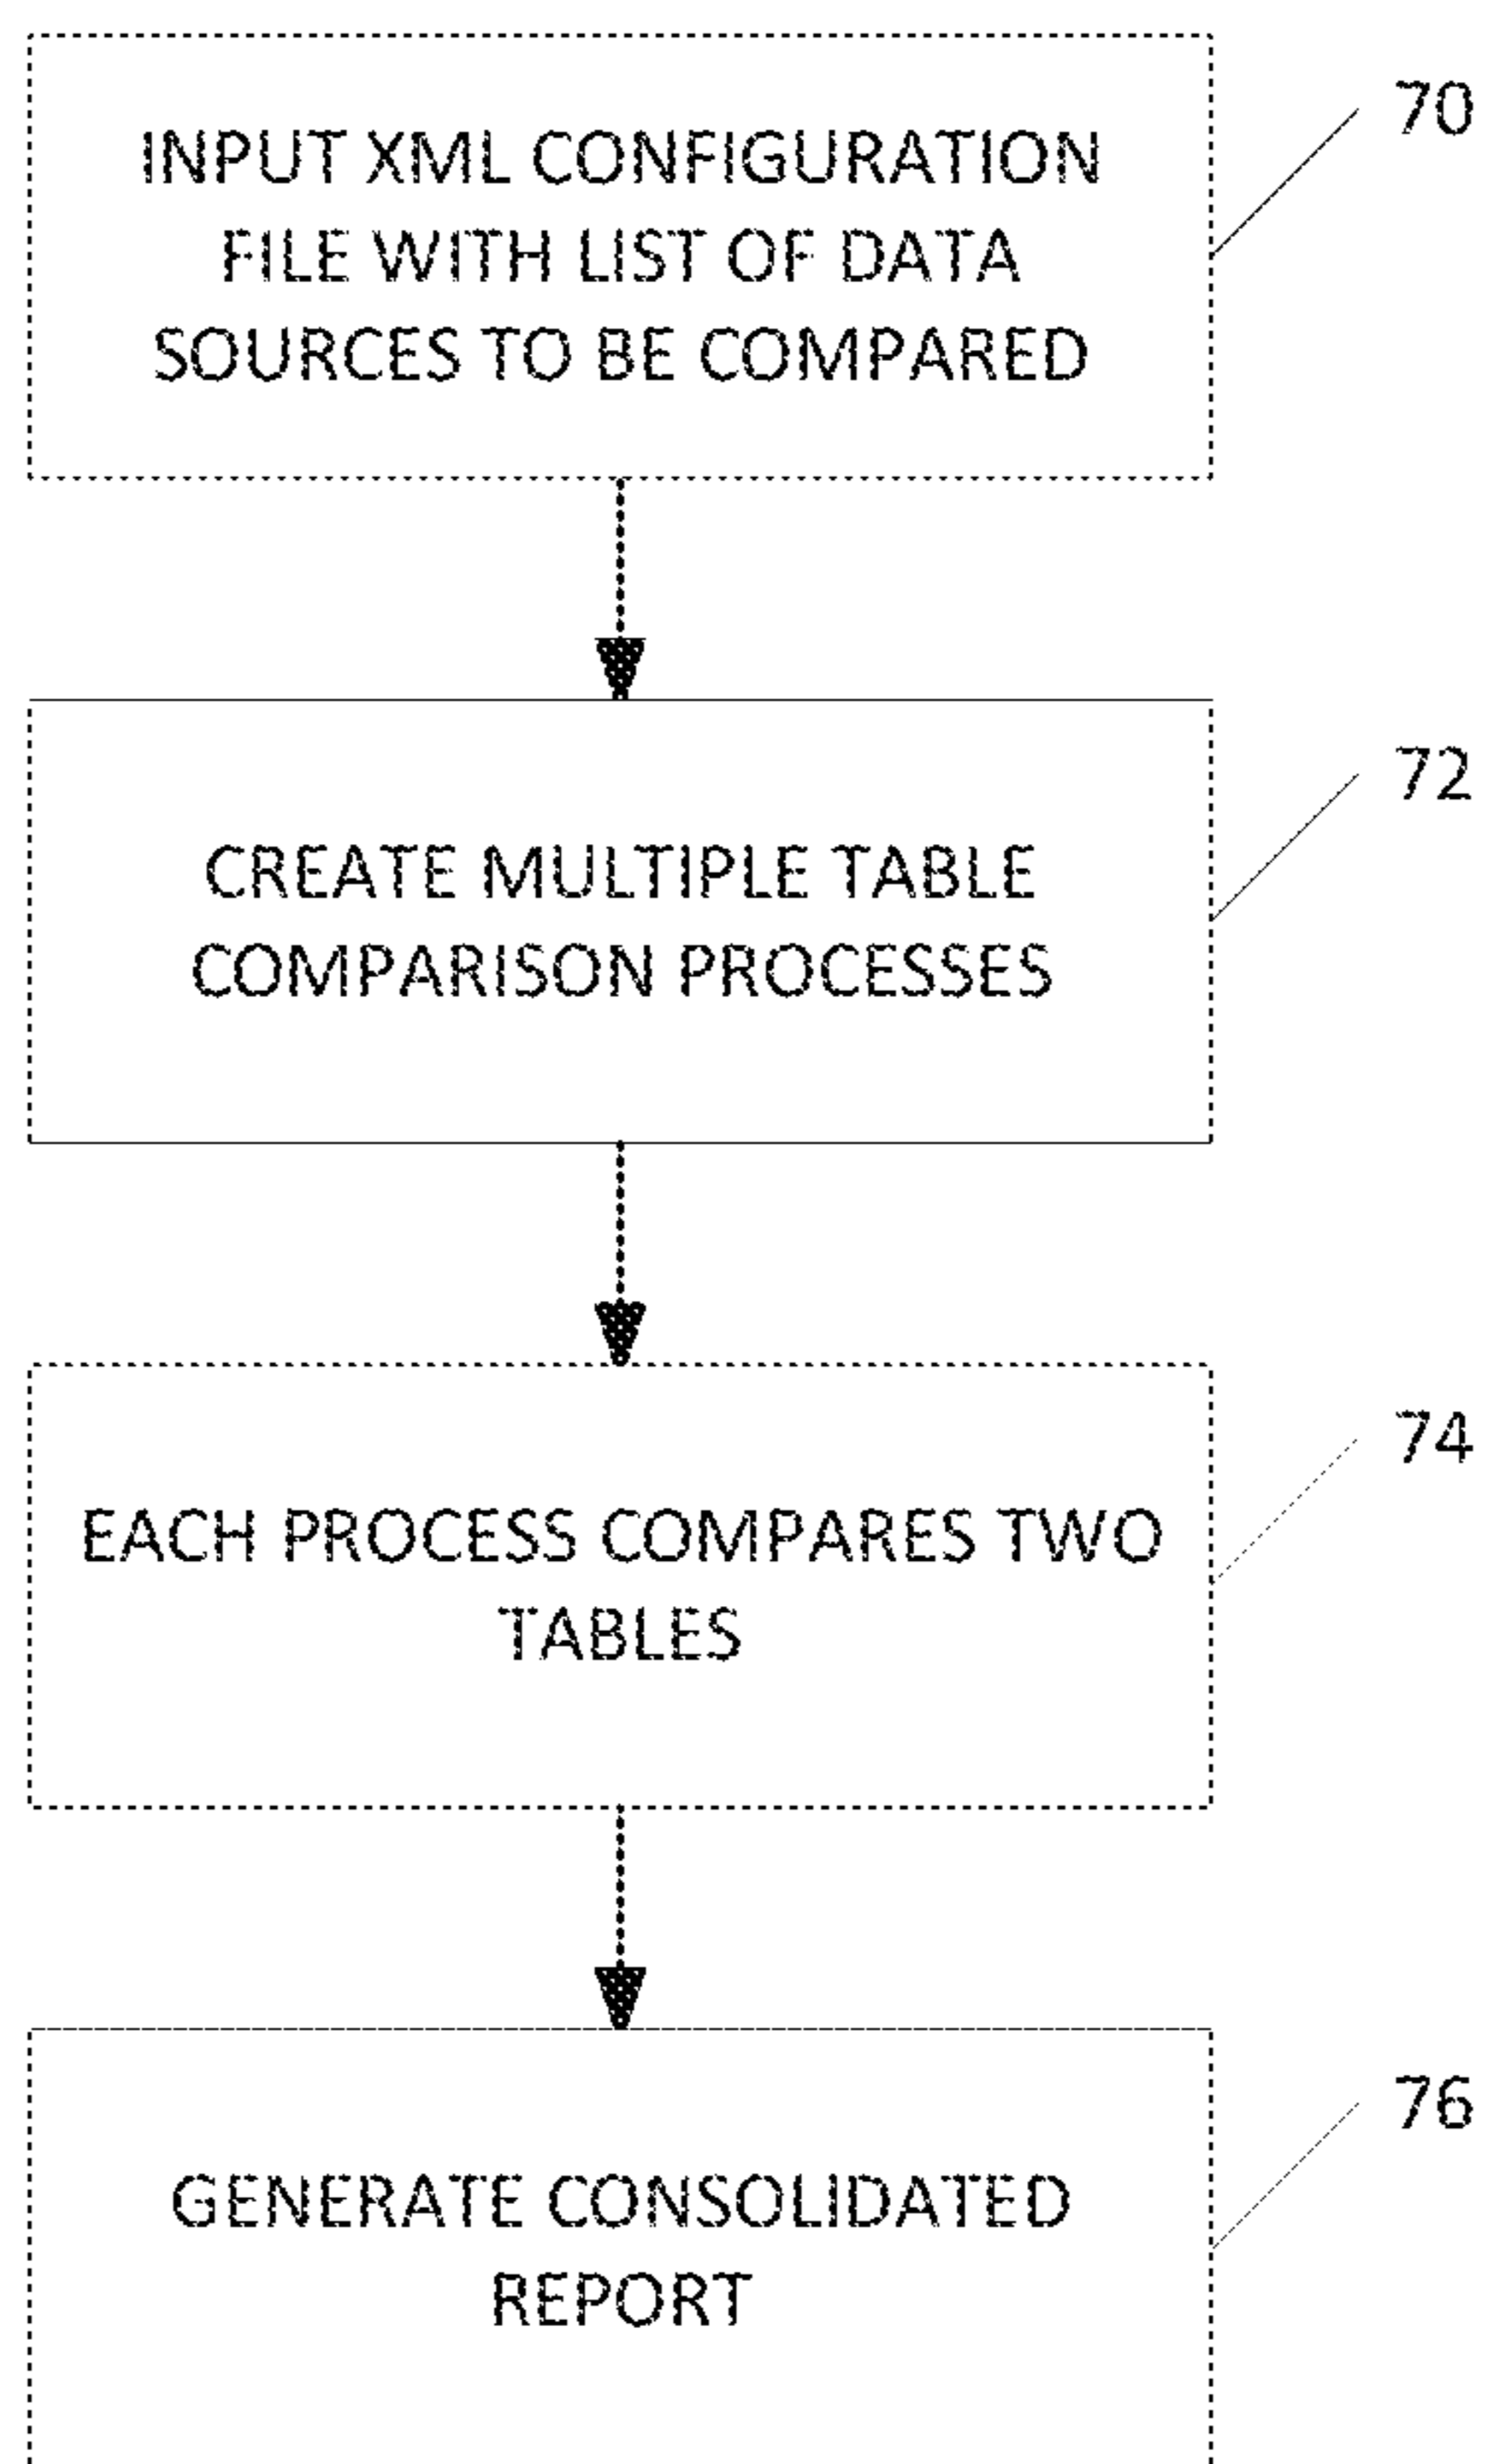 INPUT XML CONFIGURATION
FILE WITH LIST OF DATA
SOURCES TO BE COMPARED
70
CREATE MULTIPLE TABLE
COMPARISON PROCESSES
72
EACH PROCESS COMPARES TWO
TABLES
74
GENERATE CONSOLIDATED
REPORT
76